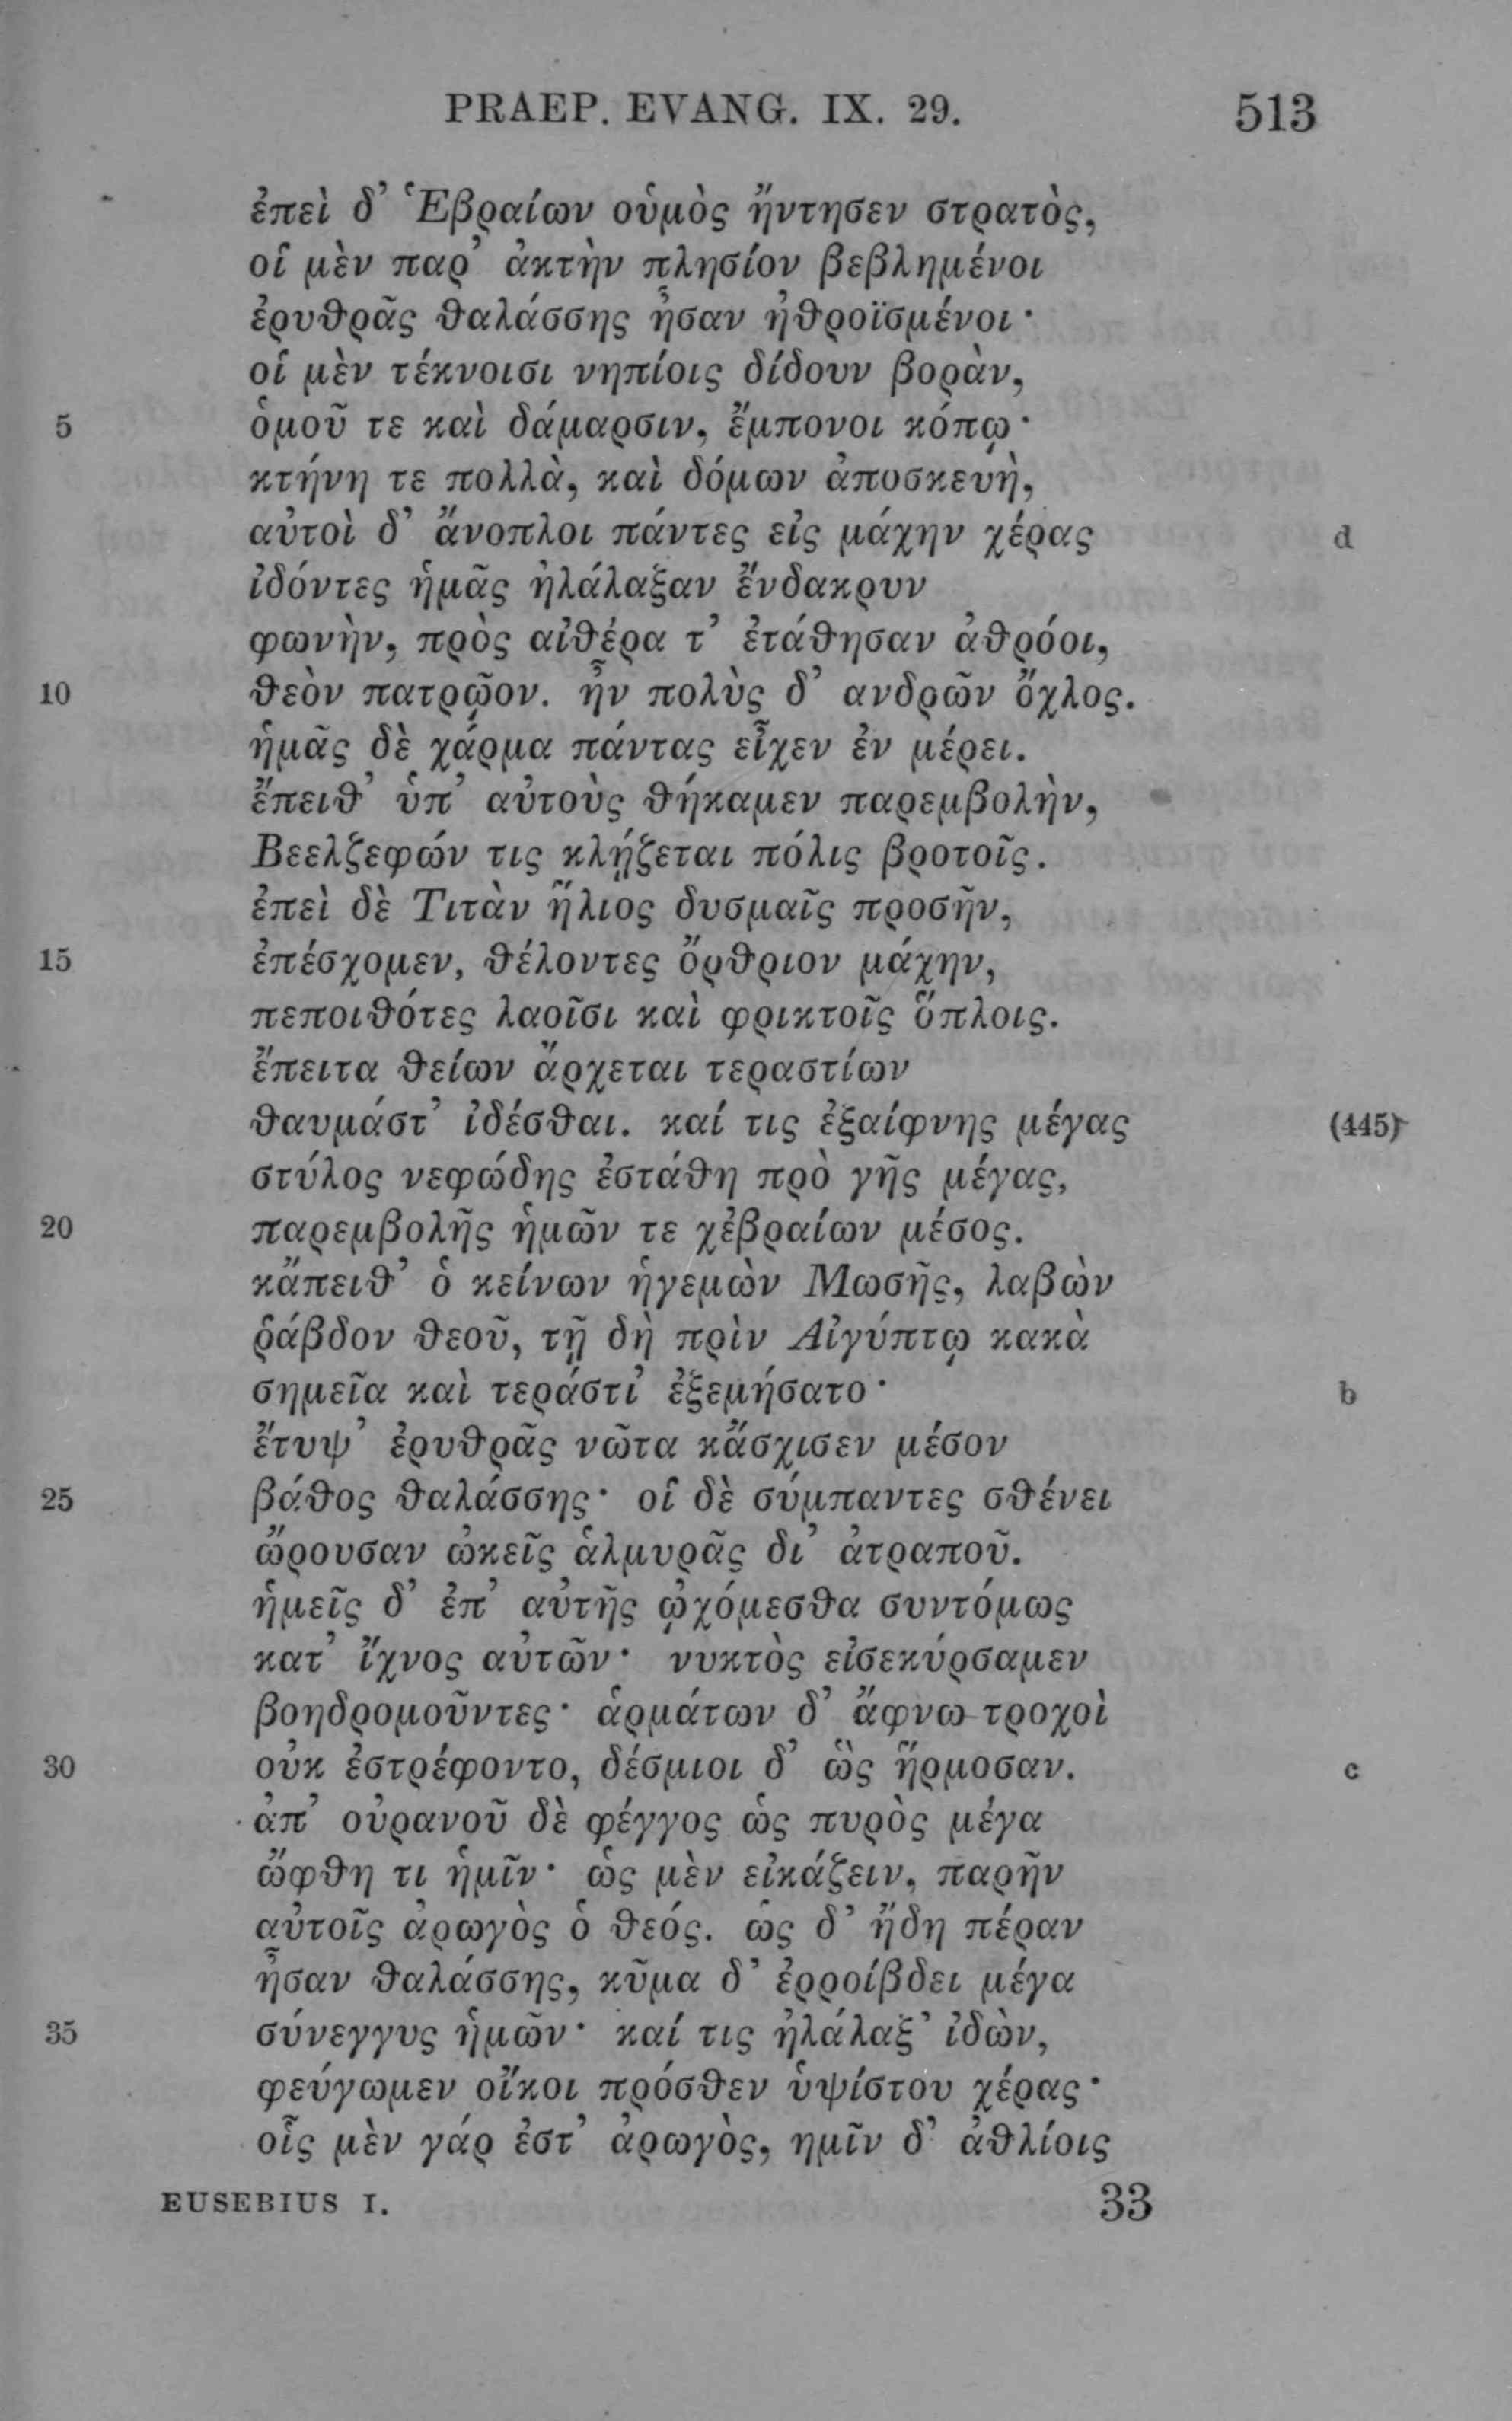 PRAEP. EVANG. IX. 29. 513
ἐπεὶ δ’ Ἑβραίων οὑμὸς ἤντησεν στρατὸς,
οἳ μὲν παρ’ ἀκτὴν πλησίον βεβλημένοι
ἐρυθρᾶς θαλάσσης ἦσαν ἠθροϊσμένοι·
οἳ μὲν τέκνοισι νηπίοις δίδουν βορὰν,
5 ὁμοῦ τε καὶ δάμαρσιν, ἔμπονοι κόπῳ·
κτήνη τε πολλὰ, καὶ δόμων ἀποσκευὴ,
αὐτοὶ δ’ ἄνοπλοι πάντες εἰς μάχην χέρας d
ἰδόντες ἡμᾶς ἠλάλαξαν ἔνδακρυν
φωνὴν, πρὸς αἰθέρα τ’ ἐτάθησαν ἀθρόοι,
10 θεὸν πατρῷον. ἦν πολὺς δ’ ανδρῶν ὄχλος.
ἡμᾶς δὲ χάρμα πάντας εἶχεν ἐν μέρει.
ἔπειθ’ ὑπ’ αὐτοὺς θήκαμεν παρεμβολὴν,
Βεελζεφών τις κλῄζεται πόλις βροτοῖς.
ἐπεὶ δὲ Τιτὰν ἥλιος δυσμαῖς προσῆν,
15 ἐπέσχομεν, θέλοντες ὄρθριον μάχην,
πεποιθότες λαοῖσι καὶ φρικτοῖς ὅπλοις.
ἔπειτα θείων ἄρχεται τεραστίων
θαυμάστ’ ἰδέσθαι. καί τις ἐξαίφνης μέγας (445)
στύλος νεφώδης ἐστάθη πρὸ γῆς μέγας,
20 παρεμβολῆς ἡμῶν τε χἐβραίων μέσος.
κἄπειθ’ ὁ κείνων ἡγεμὼν Μωσῆς, λαβὼν
ῥάβδον θεοῦ, τῇ δὴ πρὶν Αἰγύπτῳ κακὰ
σημεῖα καὶ τεράστι’ ἐξεμήσατο· b
ἔτυψ’ ἐρυθρᾶς νῶτα κἄσχισεν μέσον
25 βάθος θαλάσσης· οἳ δὲ σύμπαντες σθένει
ὤρουσαν ὠκεῖς ἁλμυρᾶς δι’ ἀτραποῦ.
ἡμεῖς δ’ ἐπ’ αὐτῆς ᾠχόμεσθα συντόμως
κατ’ ἴχνος αὐτῶν· νυκτὸς εἰσεκύρσαμεν
βοηδρομοῦντες· ἁρμάτων δ’ ἄφνω τροχοὶ
30 οὐκ ἐστρέφοντο, δέσμιοι δ’ ὣς ἥρμοσαν. c
ἀπ’ οὐρανοῦ δὲ φέγγος ὡς πυρὸς μέγα
ὤφθη τι ἡμῖν· ὡς μὲν εἰκάζειν, παρῆν
αὐτοῖς ἀρωγὸς ὁ θεός. ὡς δ’ ἤδη πέραν
ἦσαν θαλάσσης, κῦμα δ’ ἐρροίβδει μέγα
35 σύνεγγυς ἡμῶν· καί τις ἠλάλαξ’ ἰδὼν,
φεύγωμεν οἴκοι πρόσθεν ὑψίστου χέρας·
οἷς μὲν γάρ ἐστ’ ἀρωγὸς, ημῖν δ’ ἀθλίοις
EUSEBIUS I. 33